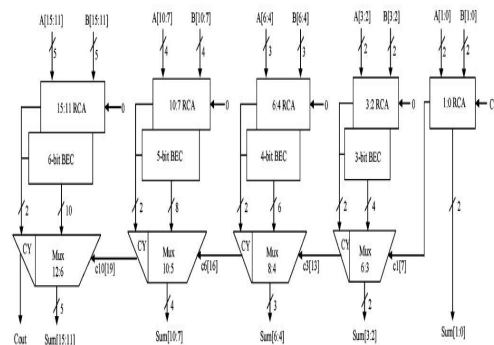 A[15:11] B[15:11] A[10:7] B[10:7] A[6:4] B[6:4] A[3:2] B[3:2] A[1:0] B[1:0]
5 5 4 4 3 3 2 2 2 2
15:11 RCA 0 10:7 RCA 0 6:4 RCA 0 3:2 RCA 0 1:0 RCA C
6-bit BEC 5-bit BEC 4-bit BEC 3-bit BEC
2 10 2 8 2 6 2 4 2
CY Mux 12:6 c10[19] CY Mux 10:5 c6[16] CY Mux 8:4 c3[13] CY Mux 6:3 c1[7]
5 4 3 2
Cout Sum[15:11] Sum[10:7] Sum[6:4] Sum[3:2] Sum[1:0]